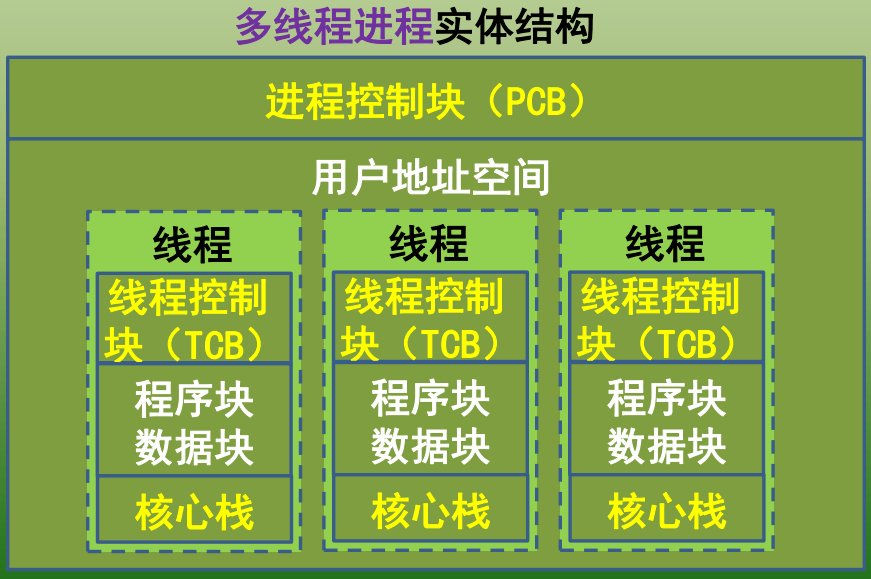 多线程进程实体结构
进程控制块（PCB）
用户地址空间
线程
线程控制
块（TCB）
程序块
数据块
核心栈
线程
线程控制
块（TCB）
程序块
数据块
核心栈
线程
线程控制
块（TCB）
程序块
数据块
核心栈